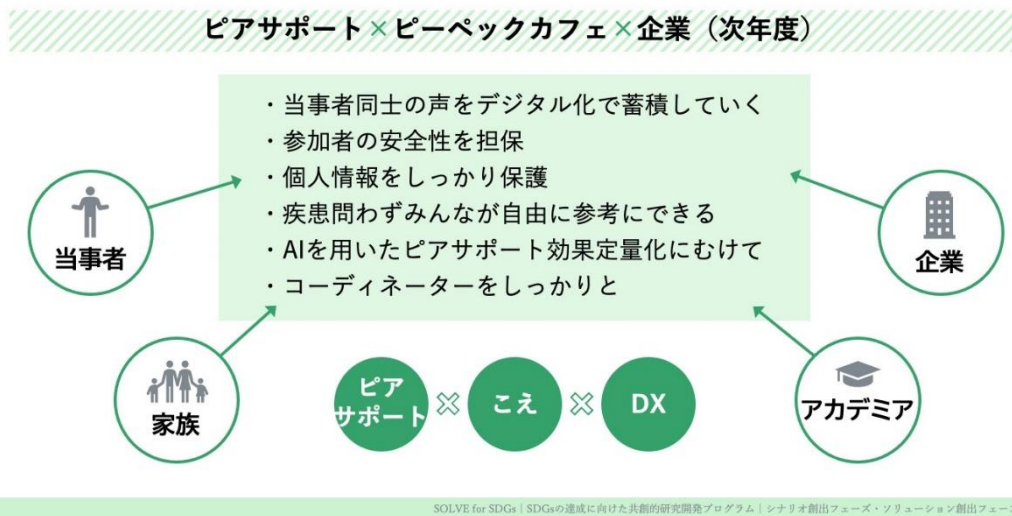 ピアサポート×ピーペックカフェ×企業（次年度）
・当事者同士の声をデジタル化で蓄積していく
・参加者の安全性を担保
・個人情報をしっかり保護
・疾患問わずみんなが自由に参考にできる
・AIを用いたピアサポート効果定量化にむけて
・コーディネーターをしっかりと
当事者
企業
家族
アカデミア
ピア
サポート
×
こえ
×
DX
SOLVE for SDGs | SDGsの達成に向けた共創的研究開発プログラム | シナリオ創出フェーズ・ソリューション創出フェーズ